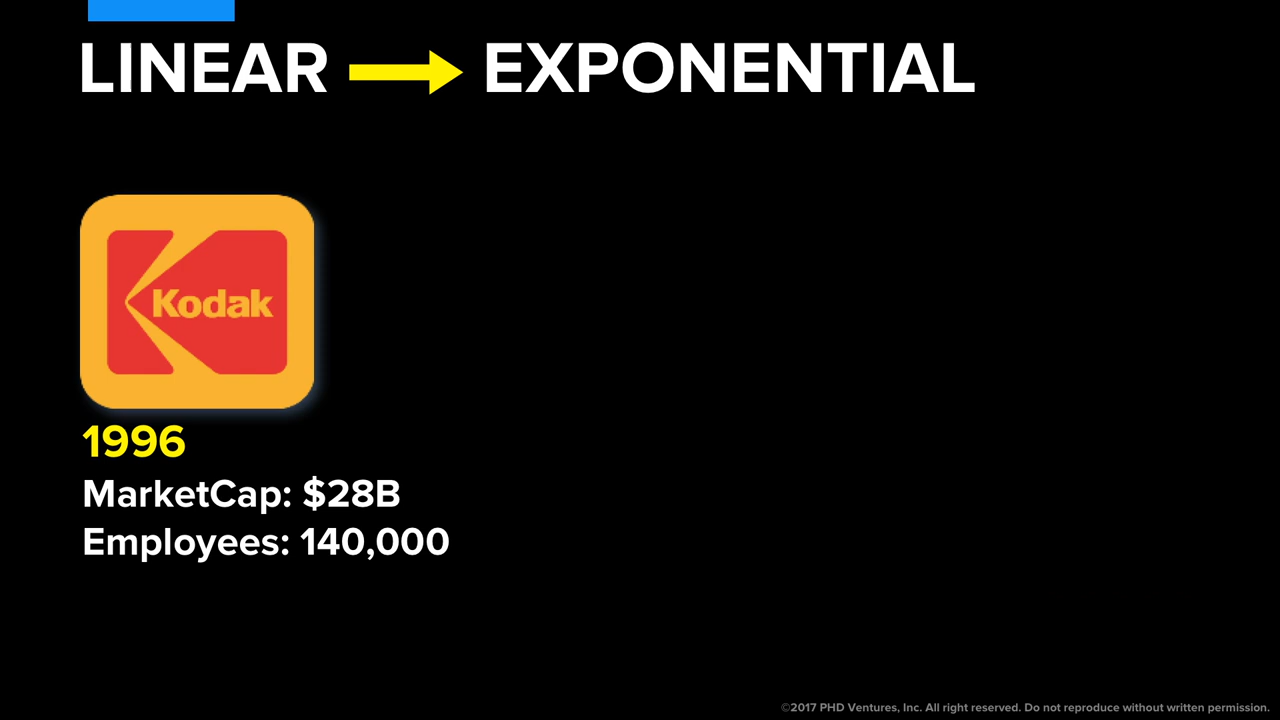 LINEAR EXPONENTIAL
Kodak
1996
MarketCap: $28B
Employees: 140,000
©2017 PHD Ventures, Inc. All right reserved. Do not reproduce without written permission.